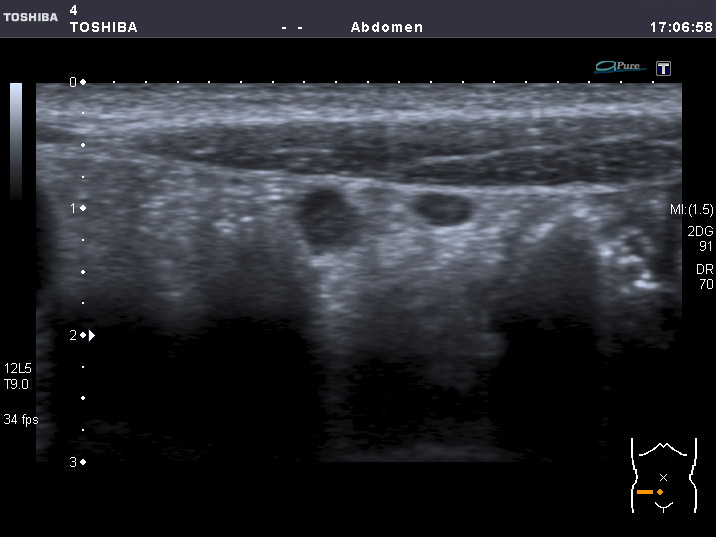 TOSHIBA
4
TOSHIBA - - Abdomen 17:06:58
Pure T
0
1
2
3
MI:(1.5)
2DG
91
DR
70
12L5
T9.0
34 fps